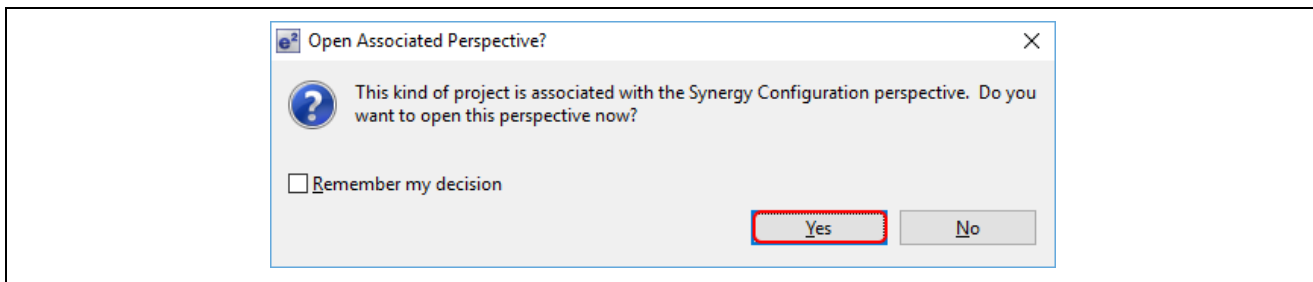 e² Open Associated Perspective?
This kind of project is associated with the Synergy Configuration perspective.  Do you
want to open this perspective now?
Remember my decision
Yes No